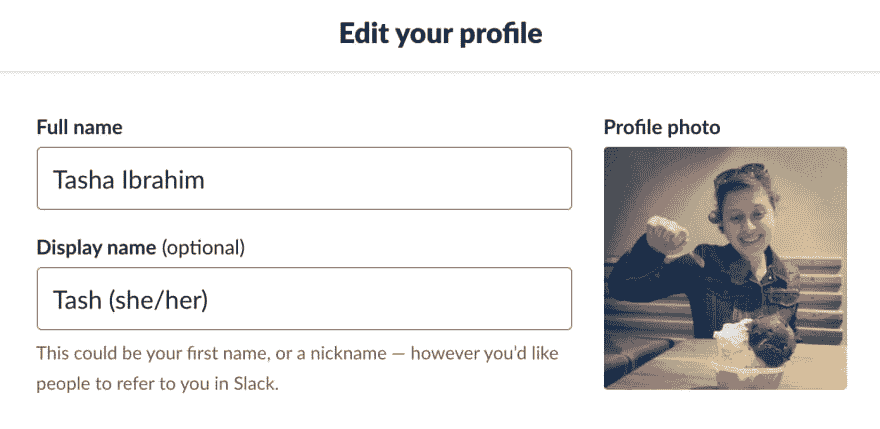 Edit your profile
Full name
Profile photo
Tasha Ibrahim
Display name (optional)
Tash (she/her)
This could be your first name, or a nickname — however you'd like
people to refer to you in Slack.